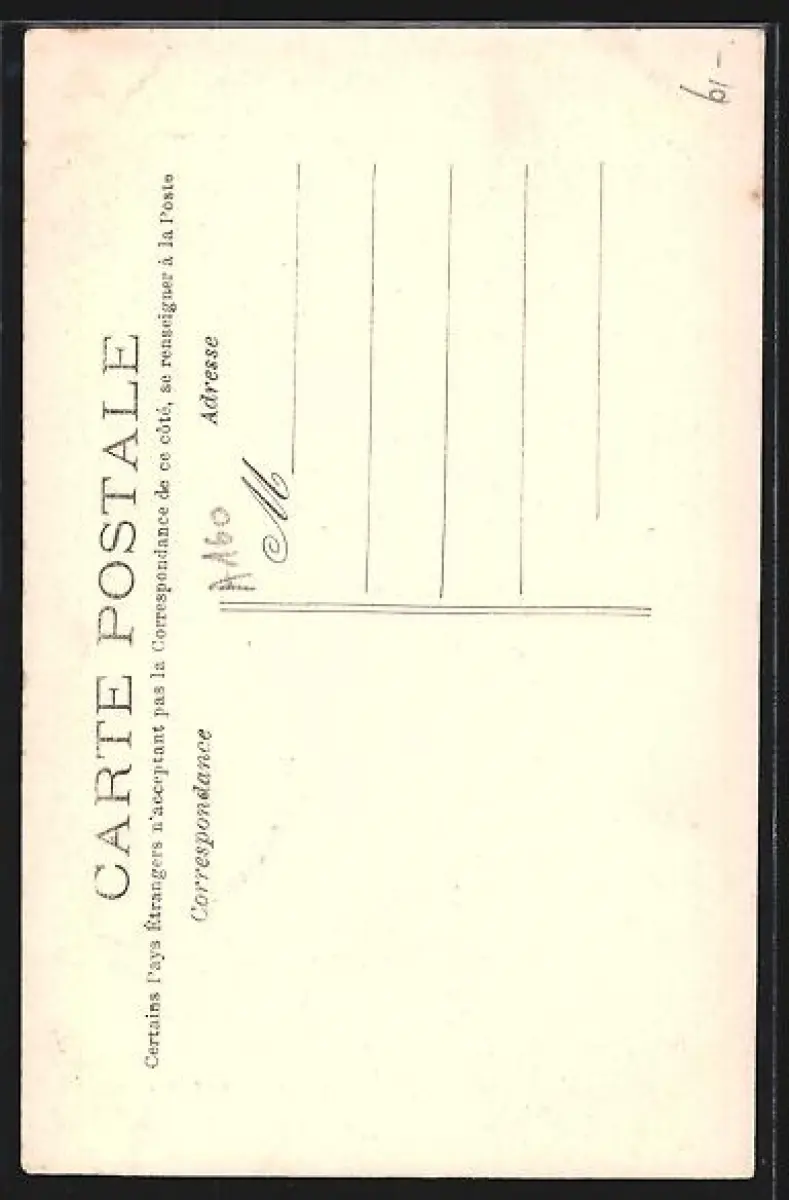 CARTE POSTALE
Certains Pays Étrangers n'acceptant pas la Correspondance de ce côté, se renseigner à la Poste
Correspondance
Adresse
A160
M